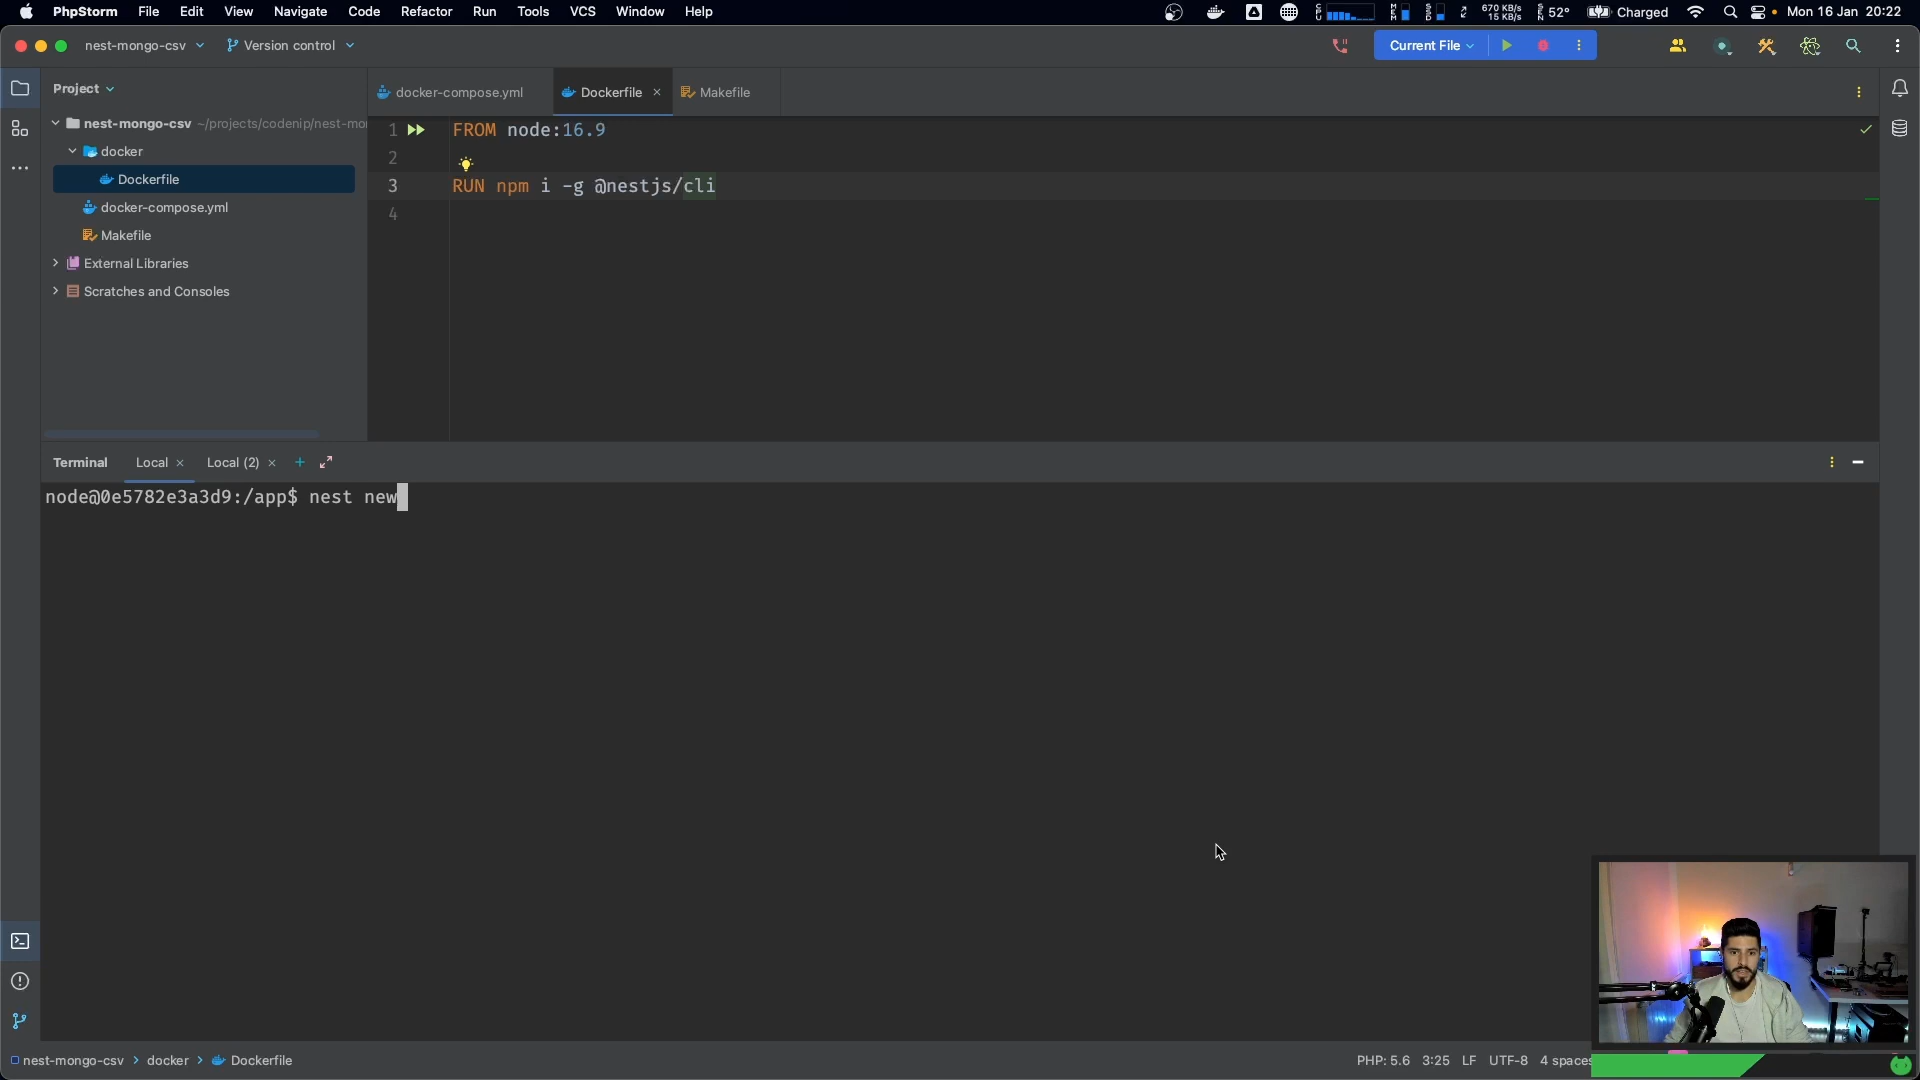 PhpStorm File Edit View Navigate Code Refactor Run Tools VCS Window Help 670 KB/s 15 KB/s 52° Charged Mon 16 Jan 20:22
nest-mongo-csv Version control Current File
Project docker-compose.yml Dockerfile Makefile
nest-mongo-csv ~/projects/codenip/nest-mo
docker
Dockerfile
docker-compose.yml
Makefile
External Libraries
Scratches and Consoles
1 FROM node:16.9
2
3 RUN npm i -g @nestjs/cli
4
Terminal Local Local (2)
node@0e5782e3a3d9:/app$ nest new
nest-mongo-csv docker Dockerfile PHP: 5.6 3:25 LF UTF-8 4 spaces